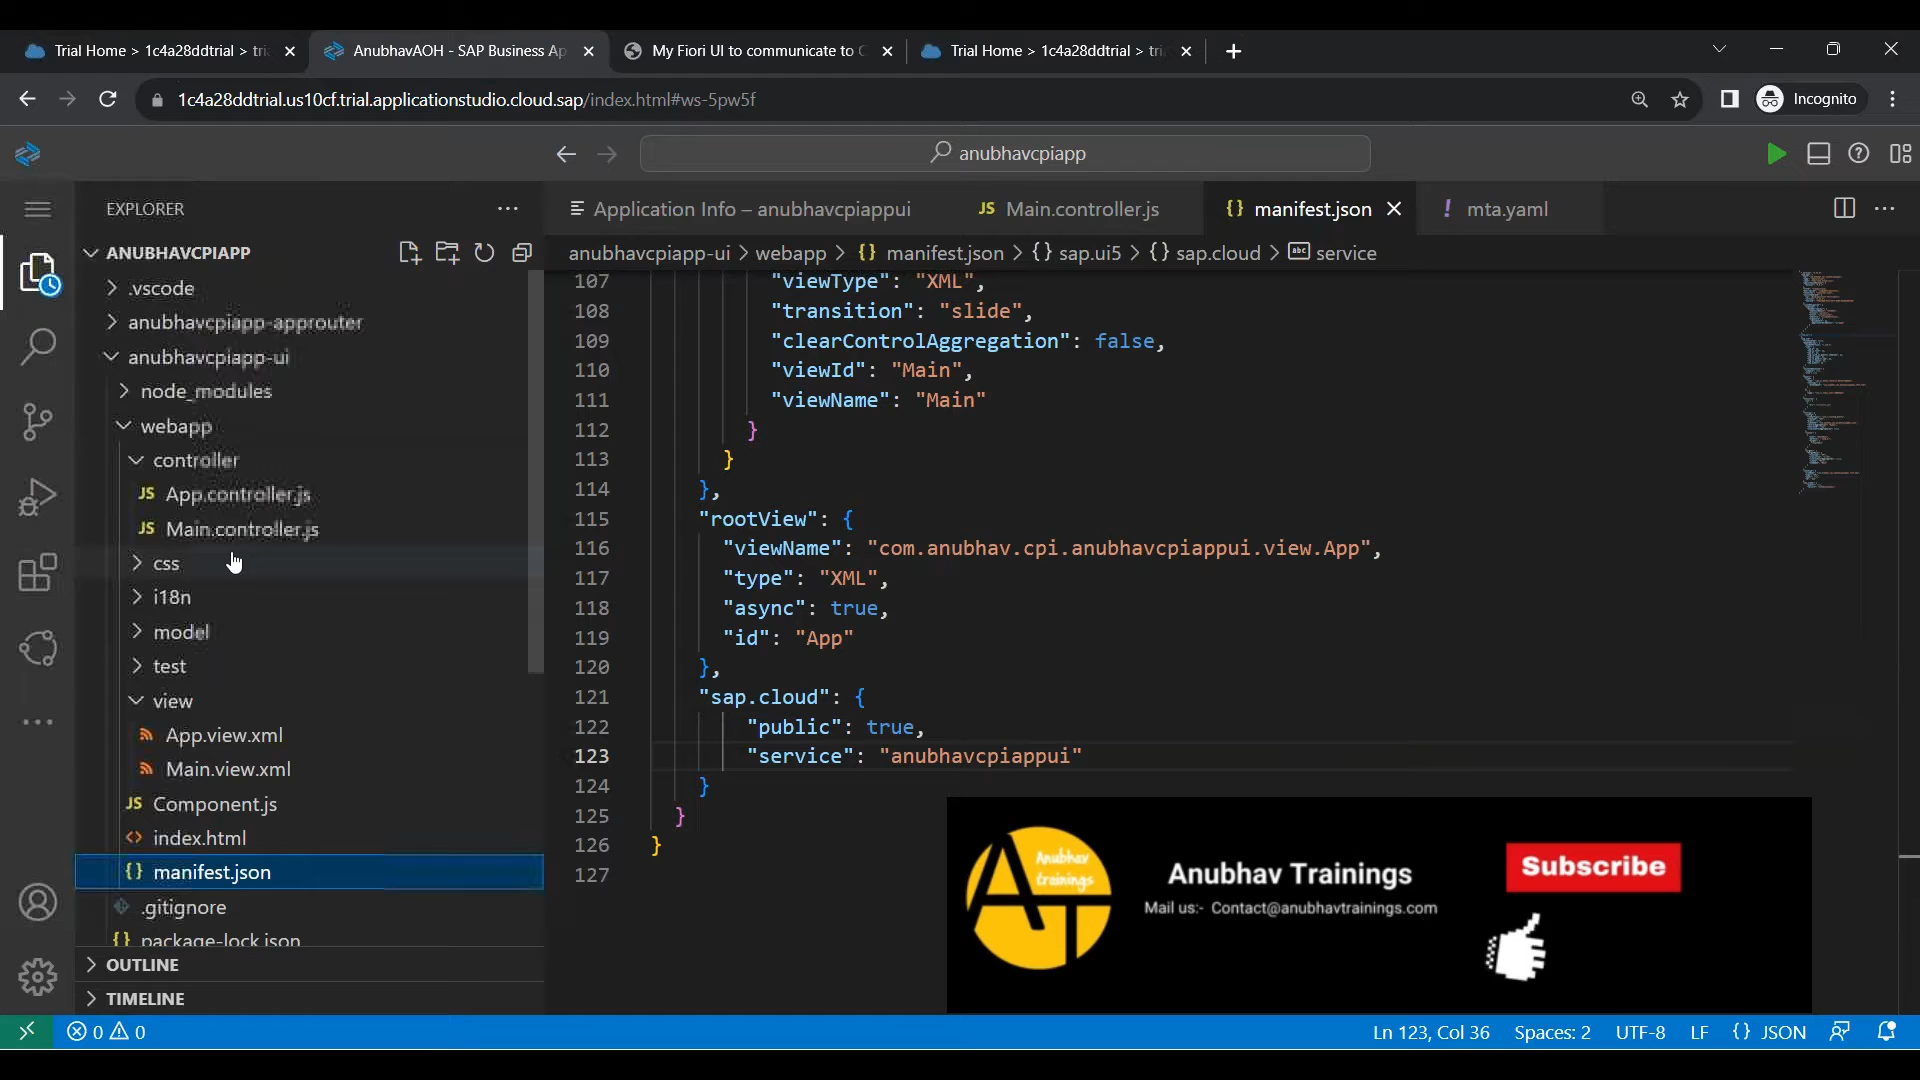 Trial Home > 1c4a28ddtrial > tri
AnubhavAOH - SAP Business Ap
My Fiori UI to communicate to C
Trial Home > 1c4a28ddtrial > tri
1c4a28ddtrial.us10cf.trial.applicationstudio.cloud.sap/index.html#ws-5pw5f
Incognito
anubhavcpiapp
EXPLORER
ANUBHAVCPIAPP
.vscode
anubhavcpiapp-approuter
anubhavcpiapp-ui
node_modules
webapp
controller
JS App.controller.js
JS Main.controller.js
css
i18n
model
test
view
App.view.xml
Main.view.xml
JS Component.js
<> index.html
{} manifest.json
.gitignore
{} package-lock.json
OUTLINE
TIMELINE
Application Info – anubhavcpiappui
JS Main.controller.js
{} manifest.json
! mta.yaml
anubhavcpiapp-ui > webapp > {} manifest.json > {} sap.ui5 > {} sap.cloud > abc service
107 "viewType": "XML",
108 "transition": "slide",
109 "clearControlAggregation": false,
110 "viewId": "Main",
111 "viewName": "Main"
112 }
113 }
114 },
115 "rootView": {
116 "viewName": "com.anubhav.cpi.anubhavcpiappui.view.App",
117 "type": "XML",
118 "async": true,
119 "id": "App"
120 },
121 "sap.cloud": {
122 "public": true,
123 "service": "anubhavcpiappui"
124 }
125 }
126 }
127
Anubhav
trainings
AT
Anubhav Trainings
Mail us:- Contact@anubhavtrainings.com
Subscribe
0 0
Ln 123, Col 36
Spaces: 2
UTF-8
LF
{} JSON